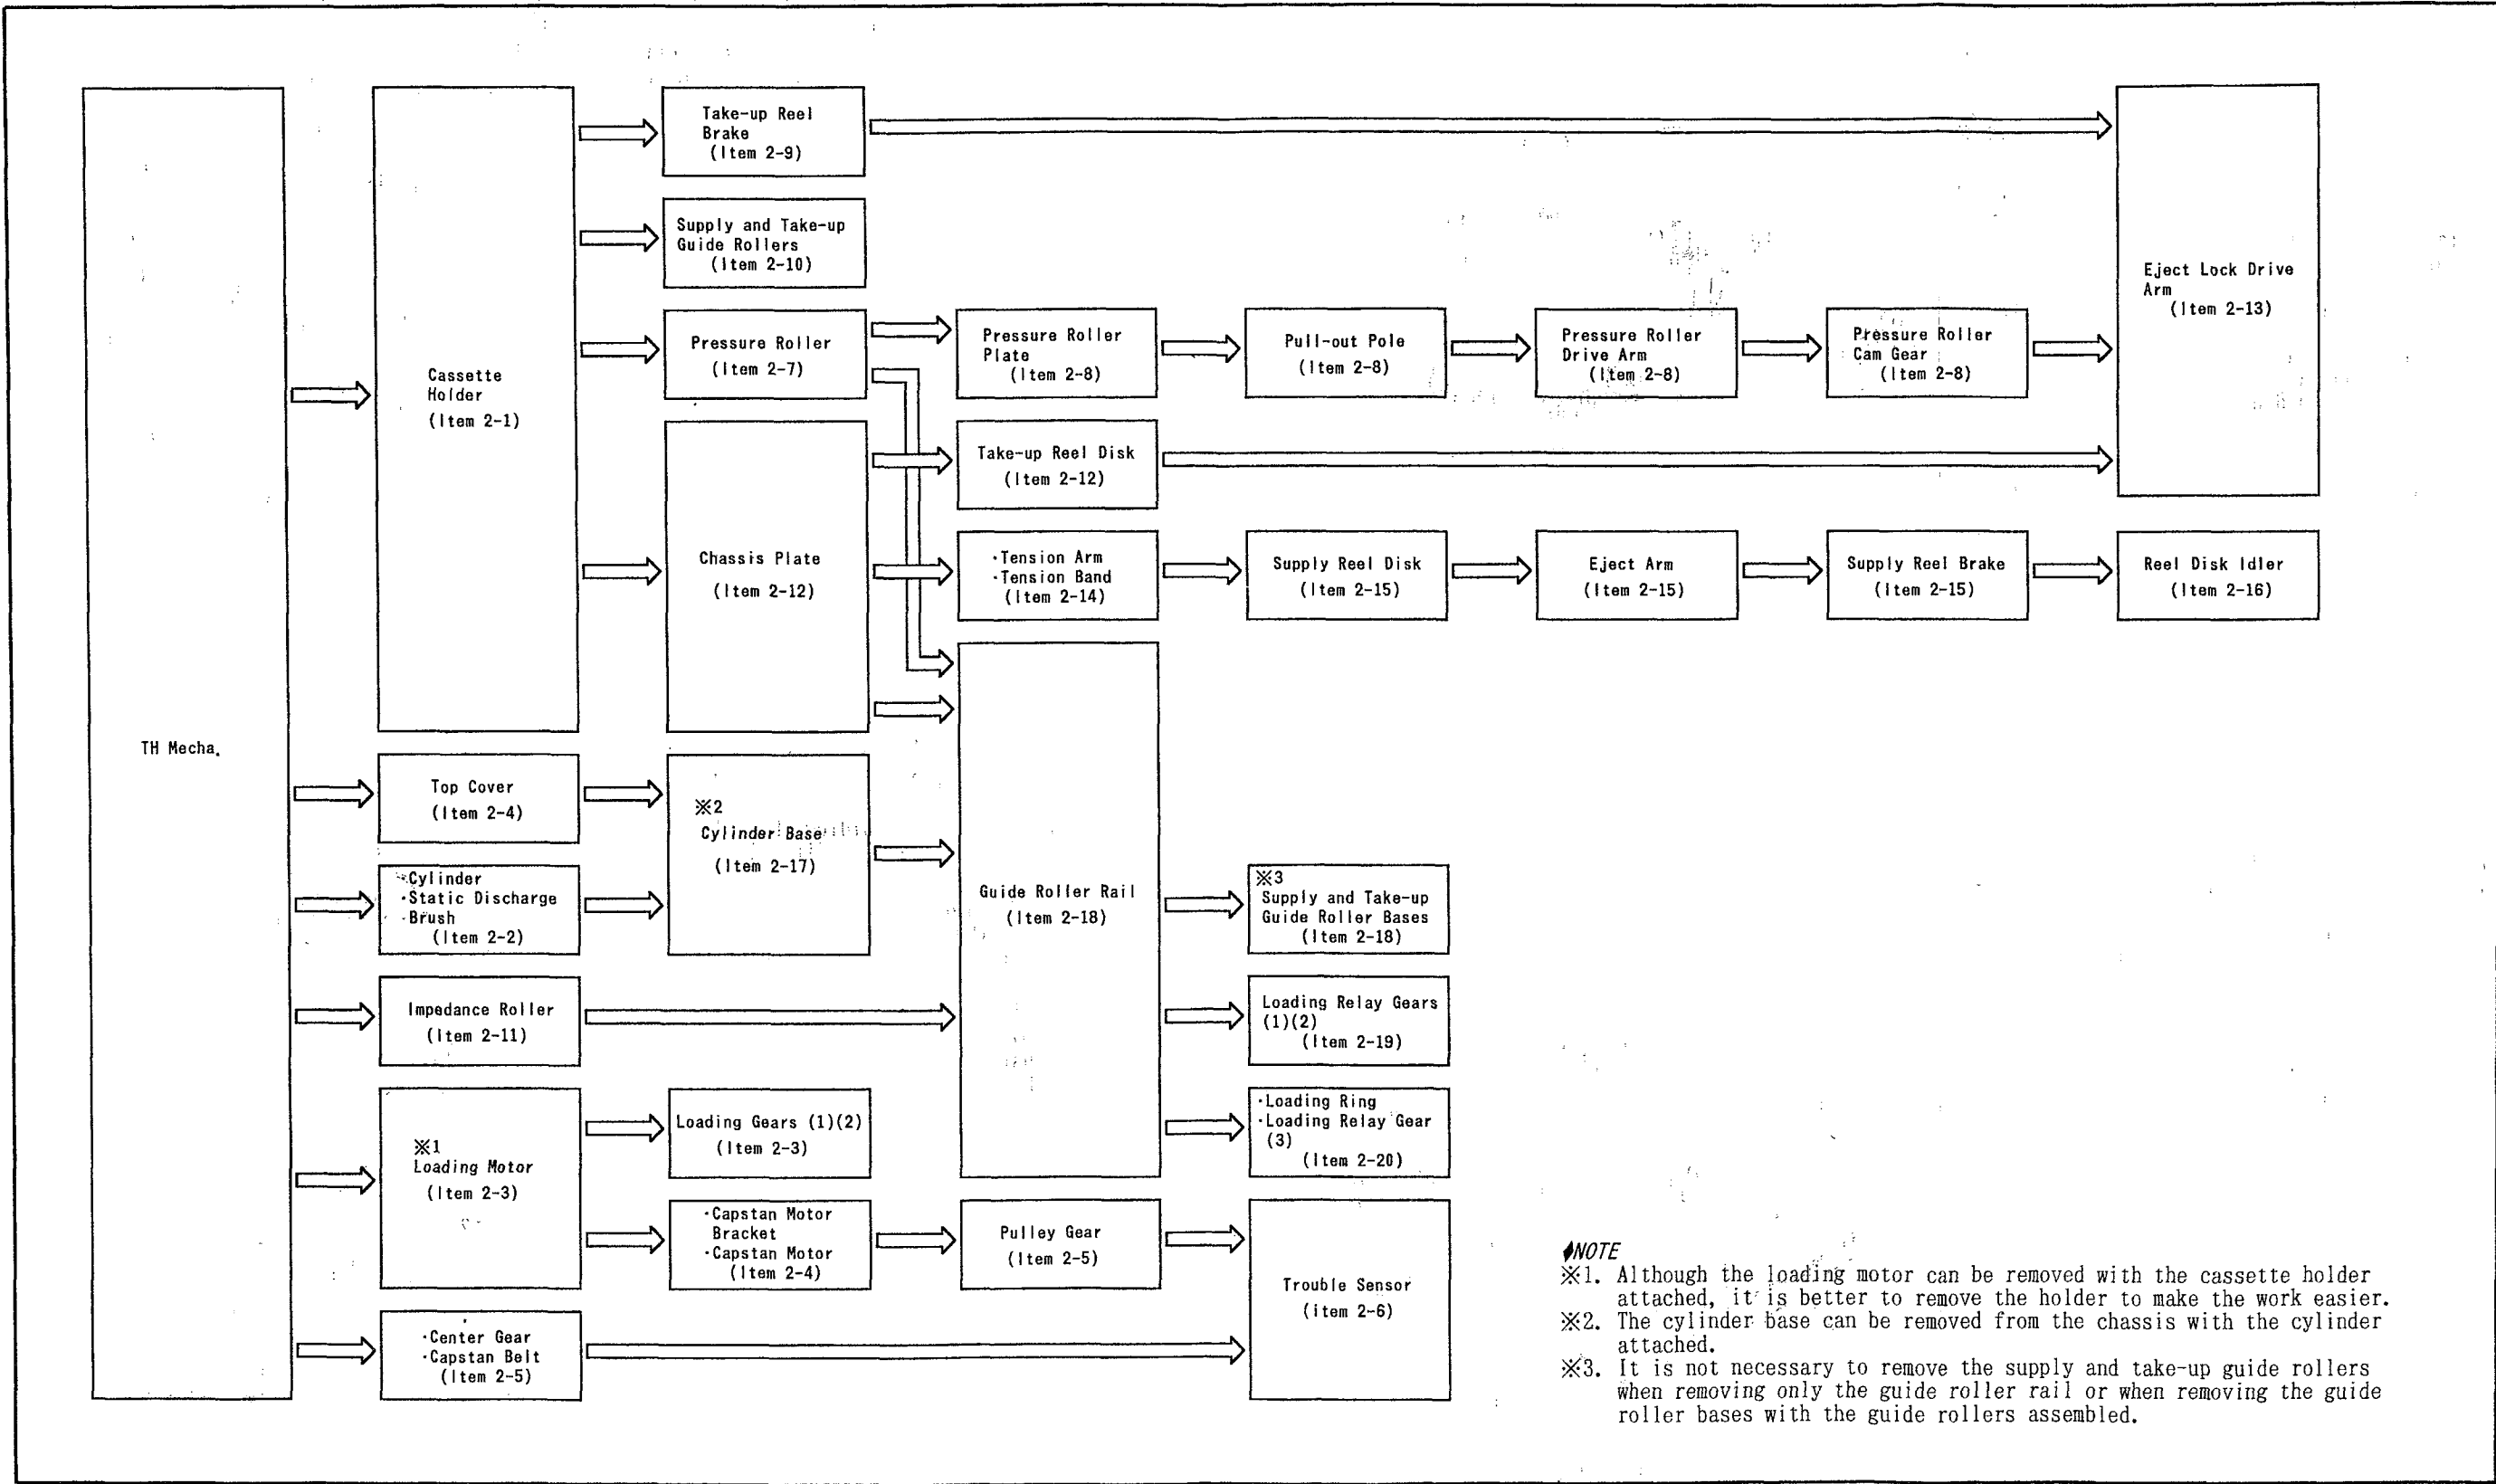 TH Mecha.
Cassette
Holder
(Item 2-1)
Top Cover
(Item 2-4)
·Cylinder
·Static Discharge
·Brush
(Item 2-2)
Impedance Roller
(Item 2-11)
※1
Loading Motor
(Item 2-3)
·Center Gear
·Capstan Belt
(Item 2-5)
Take-up Reel
Brake
(Item 2-9)
Supply and Take-up
Guide Rollers
(Item 2-10)
Pressure Roller
(Item 2-7)
Chassis Plate
(Item 2-12)
※2
Cylinder Base
(Item 2-17)
Loading Gears (1)(2)
(Item 2-3)
·Capstan Motor
Bracket
·Capstan Motor
(Item 2-4)
Pressure Roller
Plate
(Item 2-8)
Take-up Reel Disk
(Item 2-12)
·Tension Arm
·Tension Band
(Item 2-14)
Guide Roller Rail
(Item 2-18)
Pulley Gear
(Item 2-5)
Pull-out Pole
(Item 2-8)
Supply Reel Disk
(Item 2-15)
※3
Supply and Take-up
Guide Roller Bases
(Item 2-18)
Loading Relay Gears
(1)(2)
(Item 2-19)
·Loading Ring
·Loading Relay Gear
(3)
(Item 2-20)
Trouble Sensor
(item 2-6)
Pressure Roller
Drive Arm
(Item 2-8)
Eject Arm
(Item 2-15)
Pressure Roller
Cam Gear
(Item 2-8)
Supply Reel Brake
(Item 2-15)
Eject Lock Drive
Arm
(Item 2-13)
Reel Disk Idler
(Item 2-16)
♦NOTE
※1. Although the loading motor can be removed with the cassette holder
attached, it is better to remove the holder to make the work easier.
※2. The cylinder base can be removed from the chassis with the cylinder
attached.
※3. It is not necessary to remove the supply and take-up guide rollers
when removing only the guide roller rail or when removing the guide
roller bases with the guide rollers assembled.